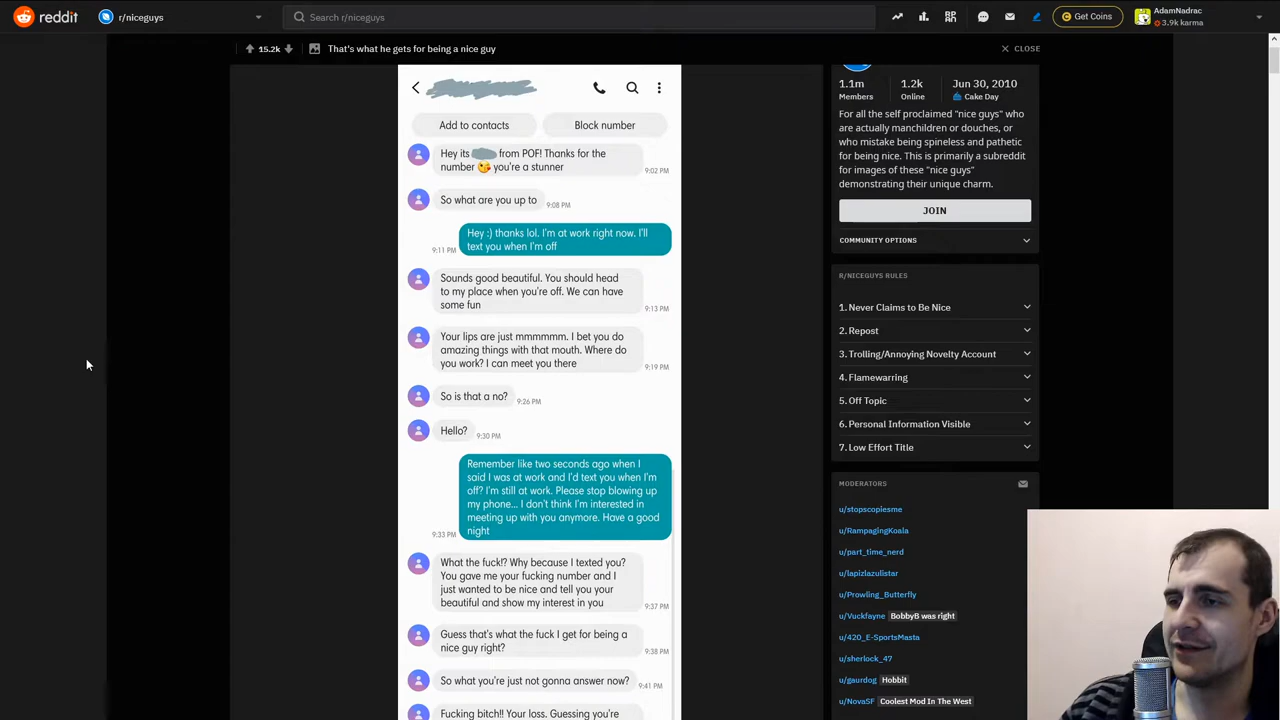 reddit
r/niceguys
Search r/niceguys
Get Coins
AdamNadrac
3.9k karma
15.2k
That's what he gets for being a nice guy
CLOSE
Add to contacts
Block number
Hey its from POF! Thanks for the
number 😘 you're a stunner
9:02 PM
So what are you up to
9:08 PM
Hey :) thanks lol. I'm at work right now. I'll
text you when I'm off
9:11 PM
Sounds good beautiful. You should head
to my place when you're off. We can have
some fun
9:13 PM
Your lips are just mmmmmm. I bet you do
amazing things with that mouth. Where do
you work? I can meet you there
9:19 PM
So is that a no?
9:26 PM
Hello?
9:30 PM
Remember like two seconds ago when I
said I was at work and I'd text you when I'm
off? I'm still at work. Please stop blowing up
my phone... I don't think I'm interested in
meeting up with you anymore. Have a good
night
9:33 PM
What the fuck!? Why because I texted you?
You gave me your fucking number and I
just wanted to be nice and tell you your
beautiful and show my interest in you
9:37 PM
Guess that's what the fuck I get for being a
nice guy right?
9:38 PM
So what you're just not gonna answer now?
9:41 PM
Fucking bitch!! Your loss. Guessing you're
1.1m
Members
1.2k
Online
Jun 30, 2010
Cake Day
For all the self proclaimed "nice guys" who
are actually manchildren or douches, or
who mistake being spineless and pathetic
for being nice. This is primarily a subreddit
for images of these "nice guys"
demonstrating their unique charm.
JOIN
COMMUNITY OPTIONS
R/NICEGUYS RULES
1. Never Claims to Be Nice
2. Repost
3. Trolling/Annoying Novelty Account
4. Flamewarring
5. Off Topic
6. Personal Information Visible
7. Low Effort Title
MODERATORS
u/stopscopiesme
u/RampagingKoala
u/part_time_nerd
u/lapizlazulistar
u/Prowling_Butterfly
u/Vuckfayne BobbyB was right
u/420_E-SportsMasta
u/sherlock_47
u/gaurdog Hobbit
u/NovaSF Coolest Mod In The West